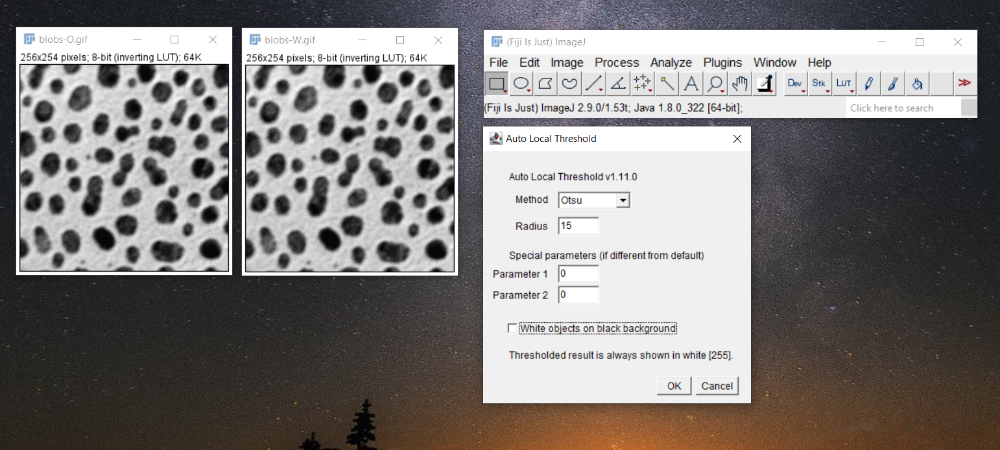 blobs-O.gif
256x254 pixels; 8-bit (inverting LUT); 64K
blobs-W.gif
256x254 pixels; 8-bit (inverting LUT); 64K
(Fiji Is Just) ImageJ
File Edit Image Process Analyze Plugins Window Help
A Dev Stk LUT
(Fiji Is Just) ImageJ 2.9.0/1.53t; Java 1.8.0_322 [64-bit]; Click here to search
Auto Local Threshold
Auto Local Threshold v1.11.0
Method Otsu
Radius 15
Special parameters (if different from default)
Parameter 1 0
Parameter 2 0
White objects on black background
Thresholded result is always shown in white [255].
OK Cancel